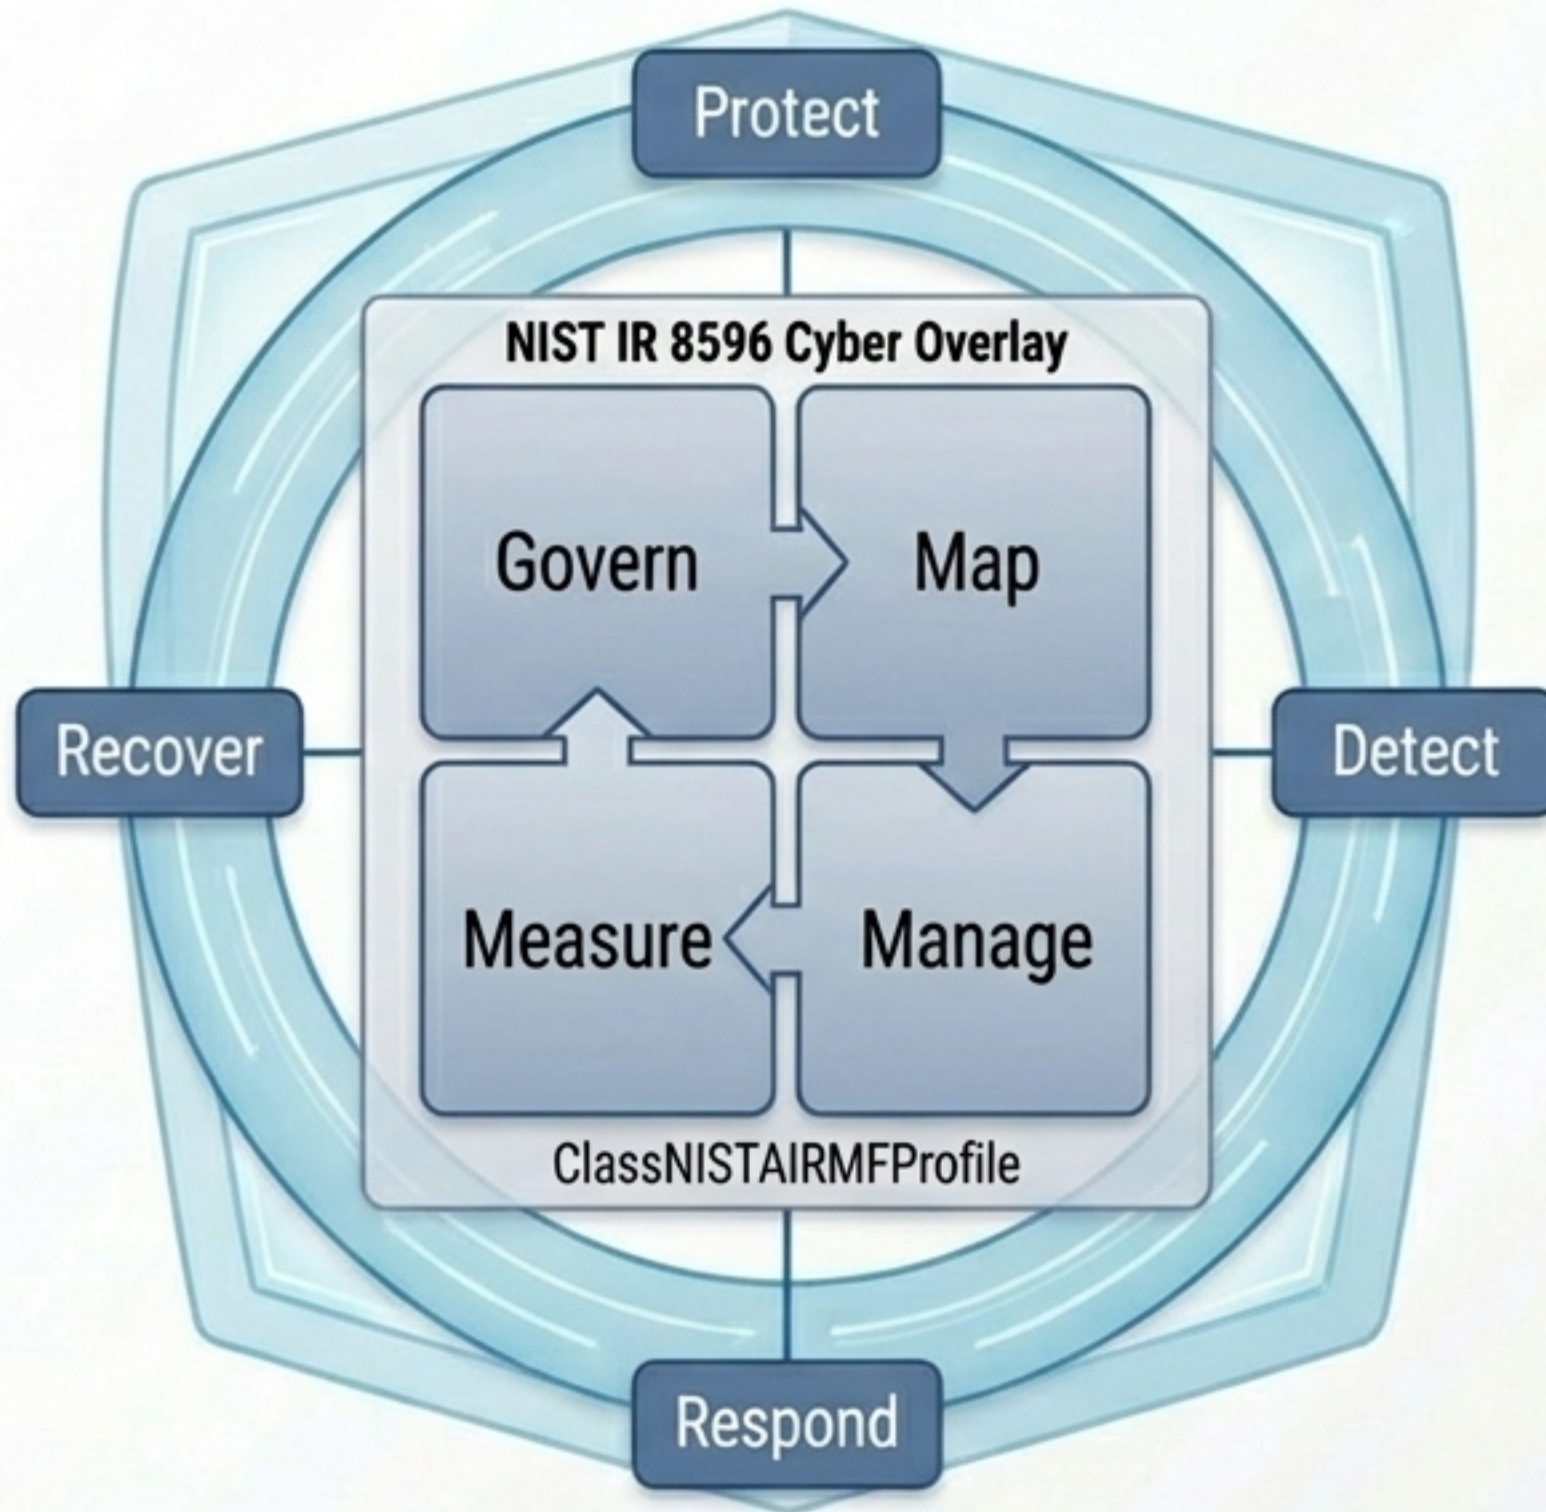 Protect
NIST IR 8596 Cyber Overlay
Govern
Map
Recover
Detect
Measure
Manage
ClassNISTAIRMFProfile
Respond